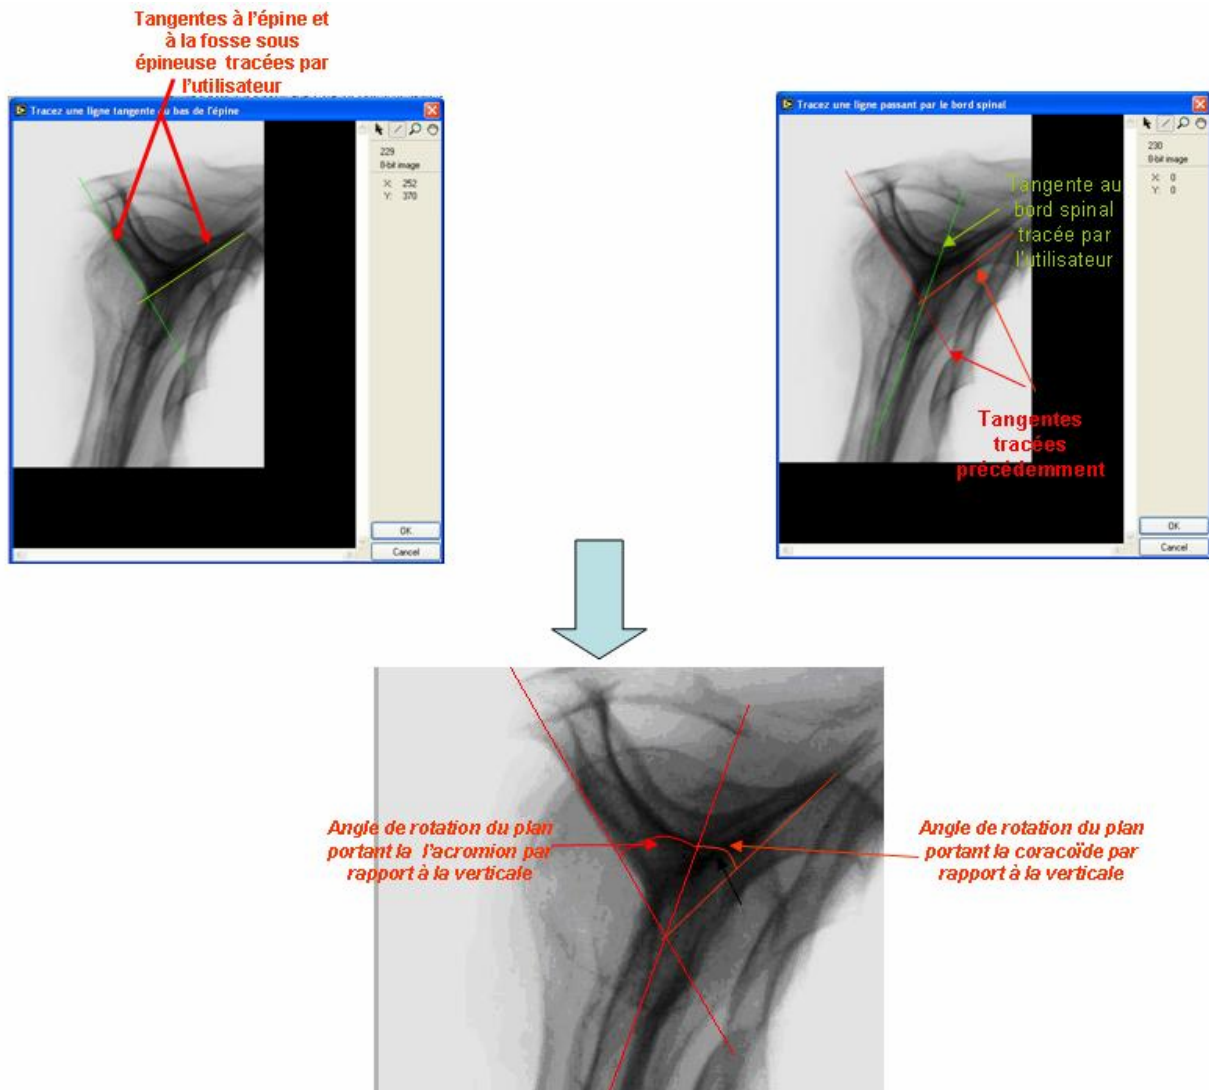 Tangentes à l'épine et
à la fosse sous
épineuse tracées par
l'utilisateur
Tracez une ligne tangente au bas de l'épine
229
8-bit image
X: 252
Y: 370
OK
Cancel
Tracez une ligne passant par le bord spinal
230
8-bit image
X: 0
Y: 0
Tangente au
bord spinal
tracée par
l'utilisateur
Tangentes
tracées
précédemment
OK
Cancel
Angle de rotation du plan
portant la l'acromion par
rapport à la verticale
Angle de rotation du plan
portant la coracoïde par
rapport à la verticale